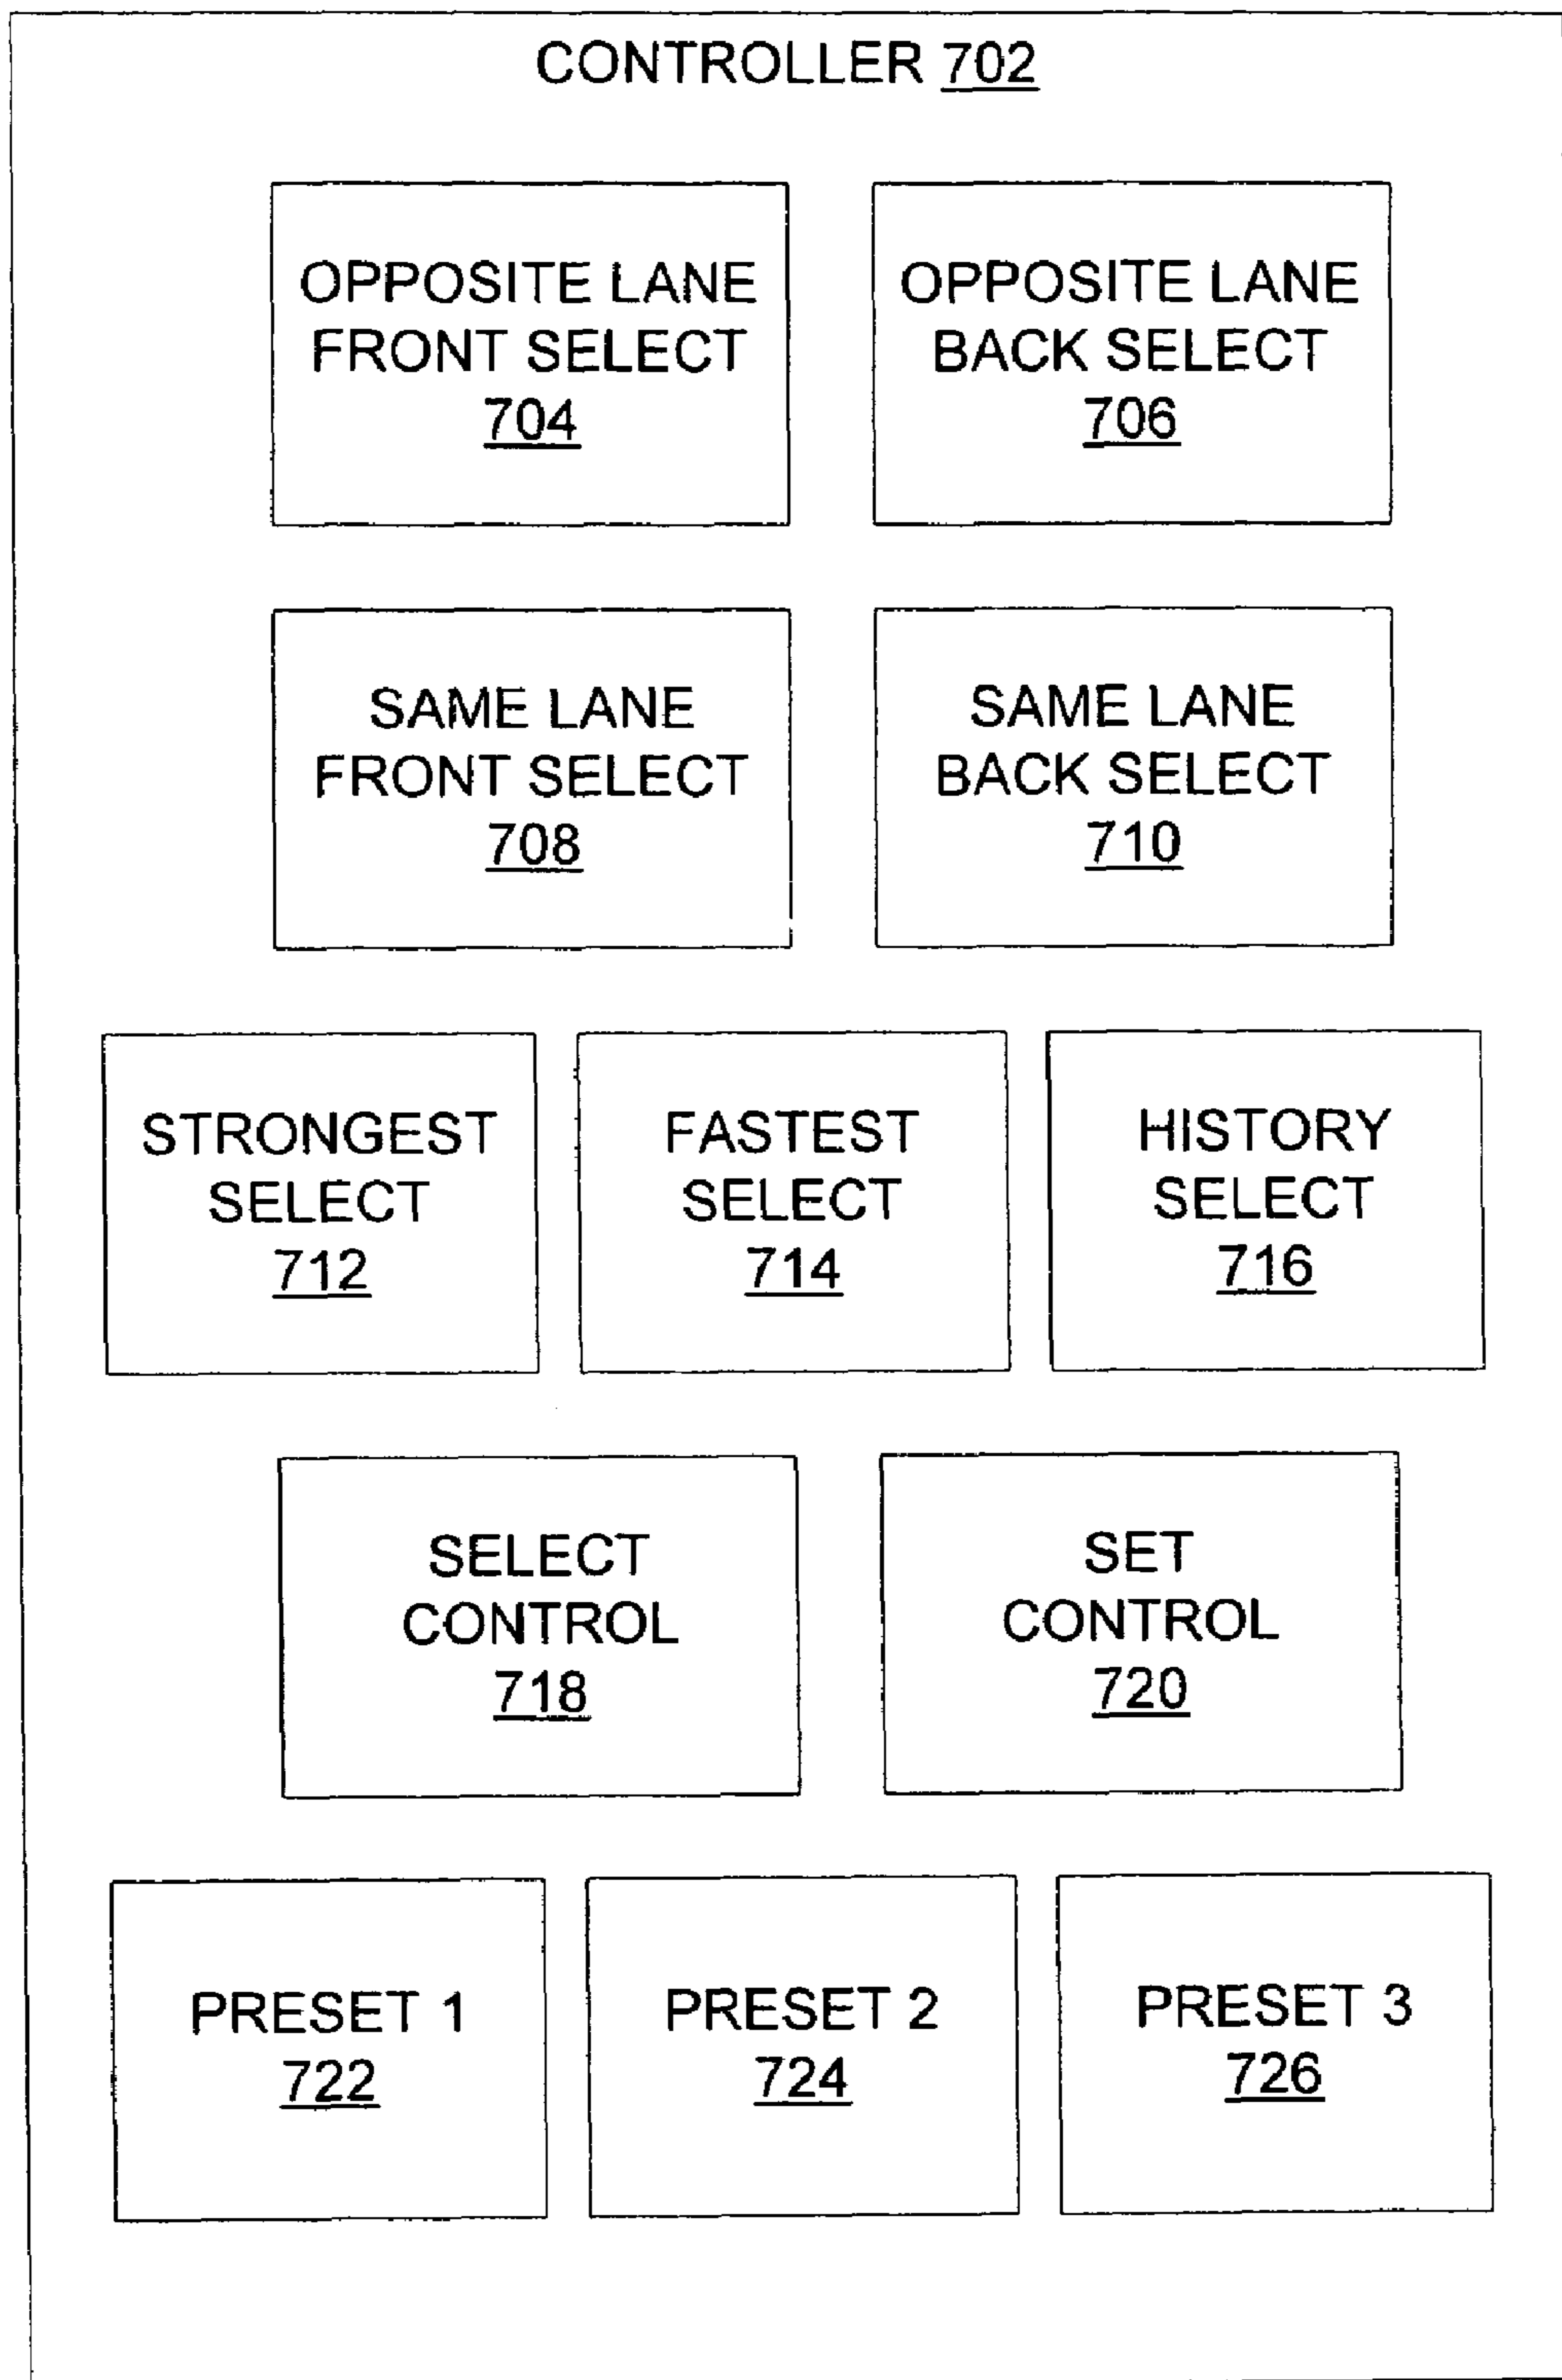 CONTROLLER 702
OPPOSITE LANE
FRONT SELECT
704
OPPOSITE LANE
BACK SELECT
706
SAME LANE
FRONT SELECT
708
SAME LANE
BACK SELECT
710
STRONGEST
SELECT
712
FASTEST
SELECT
714
HISTORY
SELECT
716
SELECT
CONTROL
718
SET
CONTROL
720
PRESET 1
722
PRESET 2
724
PRESET 3
726